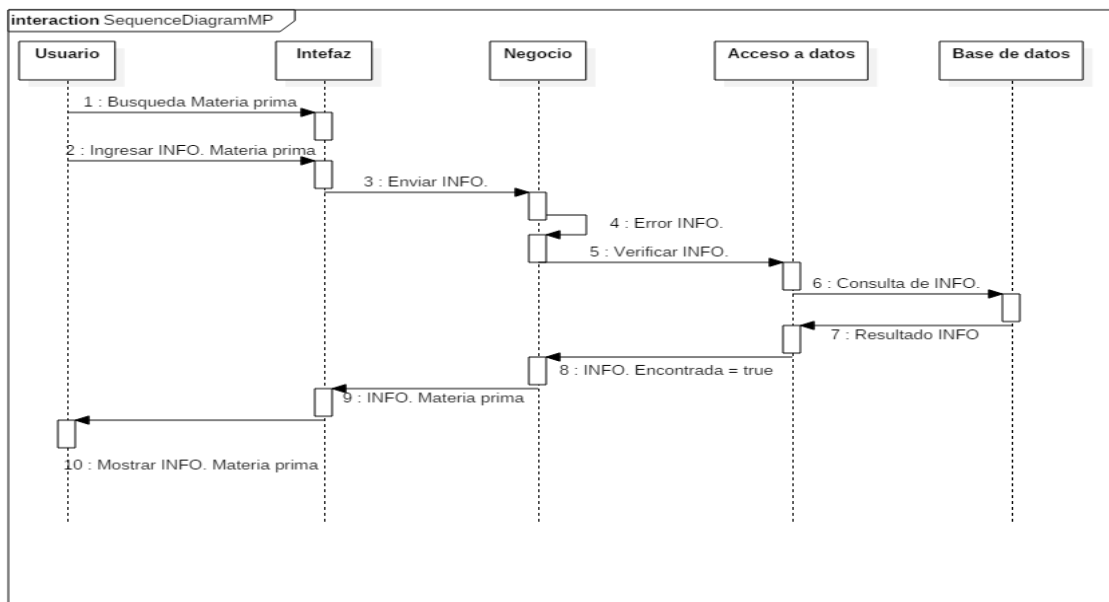 interaction SequenceDiagramMP
Usuario
Intefaz
Negocio
Acceso a datos
Base de datos
1 : Busqueda Materia prima
2 : Ingresar INFO. Materia prima
3 : Enviar INFO.
4 : Error INFO.
5 : Verificar INFO.
6 : Consulta de INFO.
7 : Resultado INFO
8 : INFO. Encontrada = true
9 : INFO. Materia prima
10 : Mostrar INFO. Materia prima